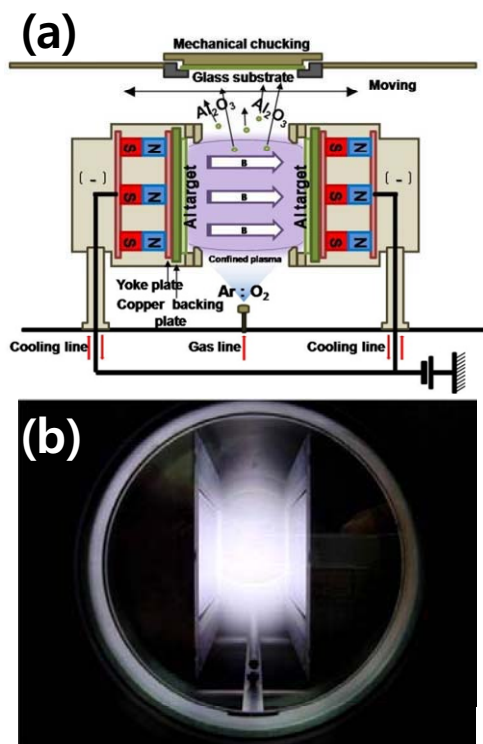 (a)
Mechanical chucking
Glass substrate
Moving
Al2O3
Al2O3
S N
S N
(-)
Al target
B
Al target
S N
S N
(-)
S N
B
S N
B
Confined plasma
Yoke plate
Copper backing
plate
Ar : O2
Cooling line
Gas line
Cooling line
(b)